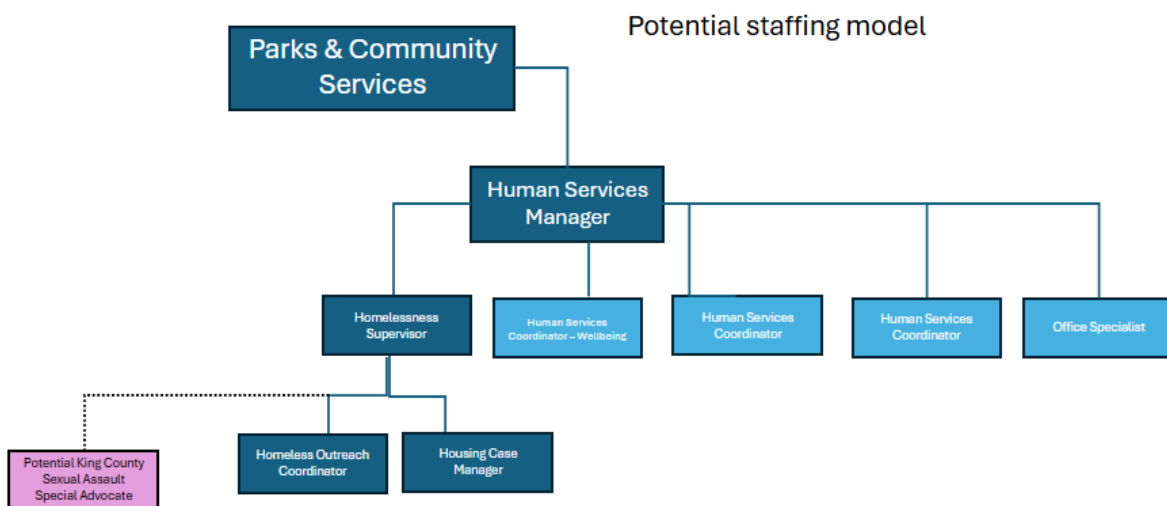 Potential staffing model
Parks & Community
Services
Human Services
Manager
Homelessness
Supervisor
Human Services
Coordinator – Wellbeing
Human Services
Coordinator
Human Services
Coordinator
Office Specialist
Potential King County
Sexual Assault
Special Advocate
Homeless Outreach
Coordinator
Housing Case
Manager